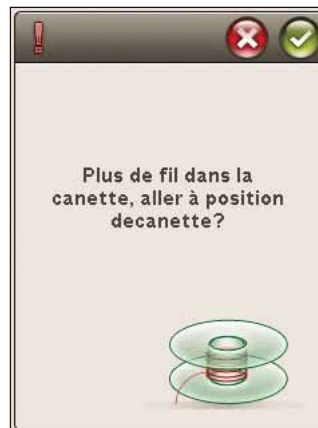 Plus de fil dans la
canette, aller à position
decanette?